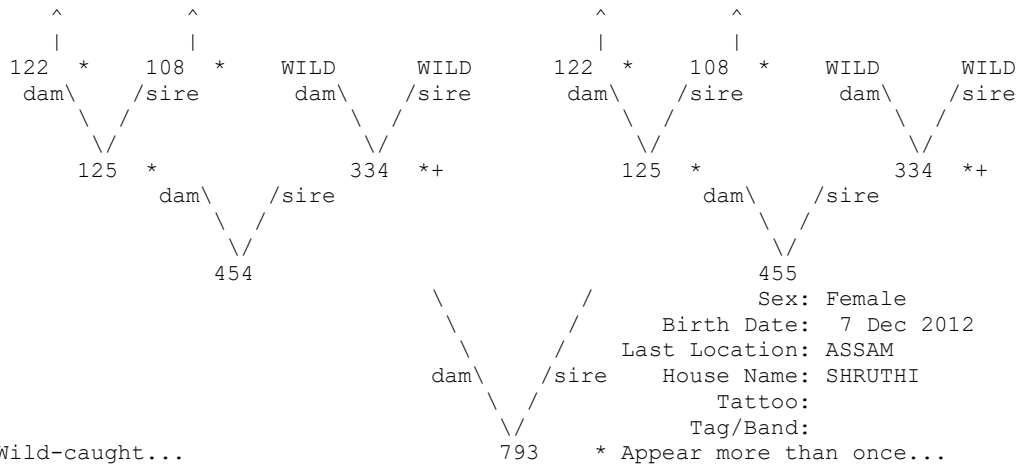 ^ ^ ^ ^
| | | |
122 * 108 * WILD WILD 122 * 108 * WILD WILD
dam\ /sire dam\ /sire dam\ /sire dam\ /sire
\ / \ / \ / \ /
\/ \/ \/ \/
125 * 334 *+ 125 * 334 *+
dam\ /sire dam\ /sire
\ / \ /
\/ \/
454 455
\ / Sex: Female
\ / Birth Date: 7 Dec 2012
\ / Last Location: ASSAM
dam\ /sire House Name: SHRUTHI
\ / Tattoo:
\/ Tag/Band:
Wild-caught... 793 * Appear more than once...